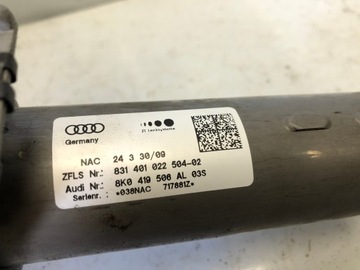 Germany
ZF Lenksysteme
NAC 24 3 30/09
ZFLS Nr.: 831 401 022 504-02
Audi Nr.: 8K0 419 506 AL 03S
Serienr.: *038NAC 717881Z*